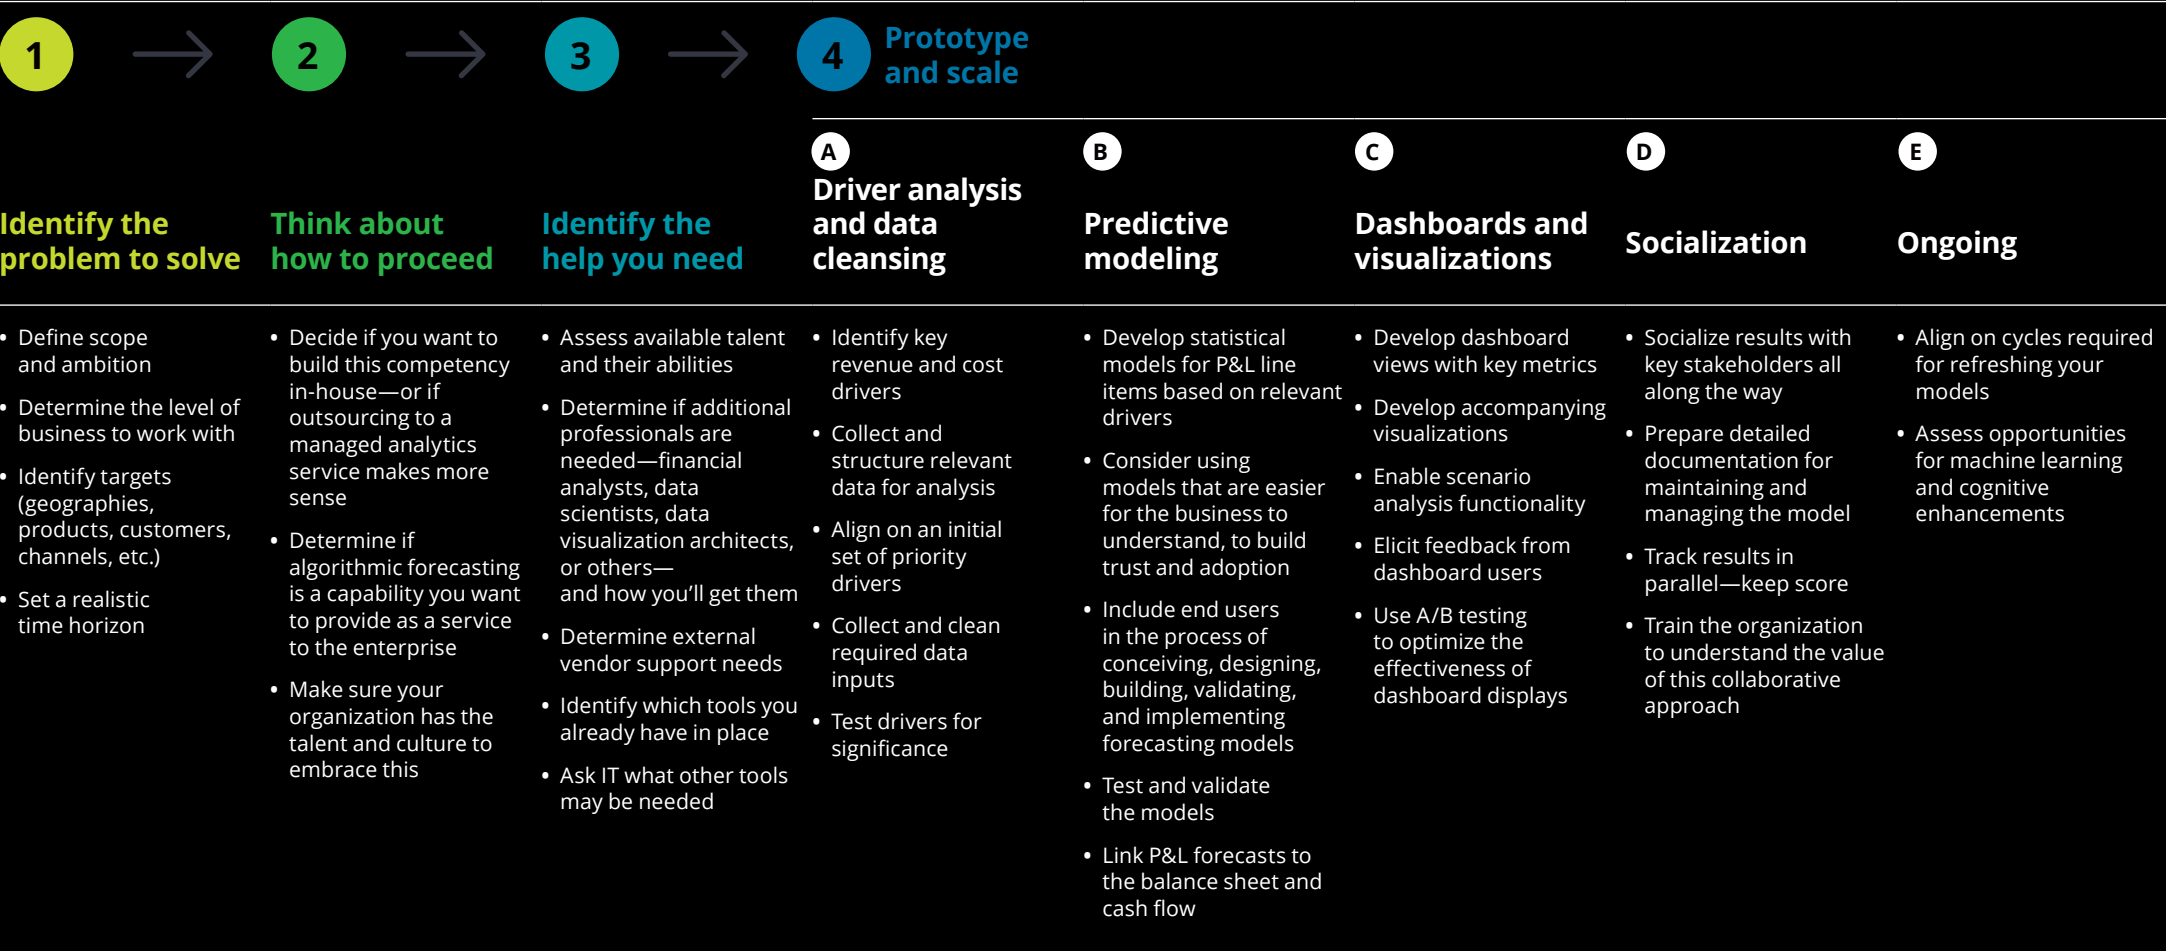 1
2
3
4
Prototype
and scale
Identify the
problem to solve
• Define scope
and ambition
• Determine the level of
business to work with
• Identify targets
(geographies,
products, customers,
channels, etc.)
• Set a realistic
time horizon
Think about
how to proceed
• Decide if you want to
build this competency
in-house—or if
outsourcing to a
managed analytics
service makes more
sense
• Determine if
algorithmic forecasting
is a capability you want
to provide as a service
to the enterprise
• Make sure your
organization has the
talent and culture to
embrace this
Identify the
help you need
• Assess available talent
and their abilities
• Determine if additional
professionals are
needed—financial
analysts, data
scientists, data
visualization architects,
or others—
and how you’ll get them
• Determine external
vendor support needs
• Identify which tools you
already have in place
• Ask IT what other tools
may be needed
A
Driver analysis
and data
cleansing
• Identify key
revenue and cost
drivers
• Collect and
structure relevant
data for analysis
• Align on an initial
set of priority
drivers
• Collect and clean
required data
inputs
• Test drivers for
significance
B
Predictive
modeling
• Develop statistical
models for P&L line
items based on relevant
drivers
• Consider using
models that are easier
for the business to
understand, to build
trust and adoption
• Include end users
in the process of
conceiving, designing,
building, validating,
and implementing
forecasting models
• Test and validate
the models
• Link P&L forecasts to
the balance sheet and
cash flow
C
Dashboards and
visualizations
• Develop dashboard
views with key metrics
• Develop accompanying
visualizations
• Enable scenario
analysis functionality
• Elicit feedback from
dashboard users
• Use A/B testing
to optimize the
effectiveness of
dashboard displays
D
Socialization
• Socialize results with
key stakeholders all
along the way
• Prepare detailed
documentation for
maintaining and
managing the model
• Track results in
parallel—keep score
• Train the organization
to understand the value
of this collaborative
approach
E
Ongoing
• Align on cycles required
for refreshing your
models
• Assess opportunities
for machine learning
and cognitive
enhancements